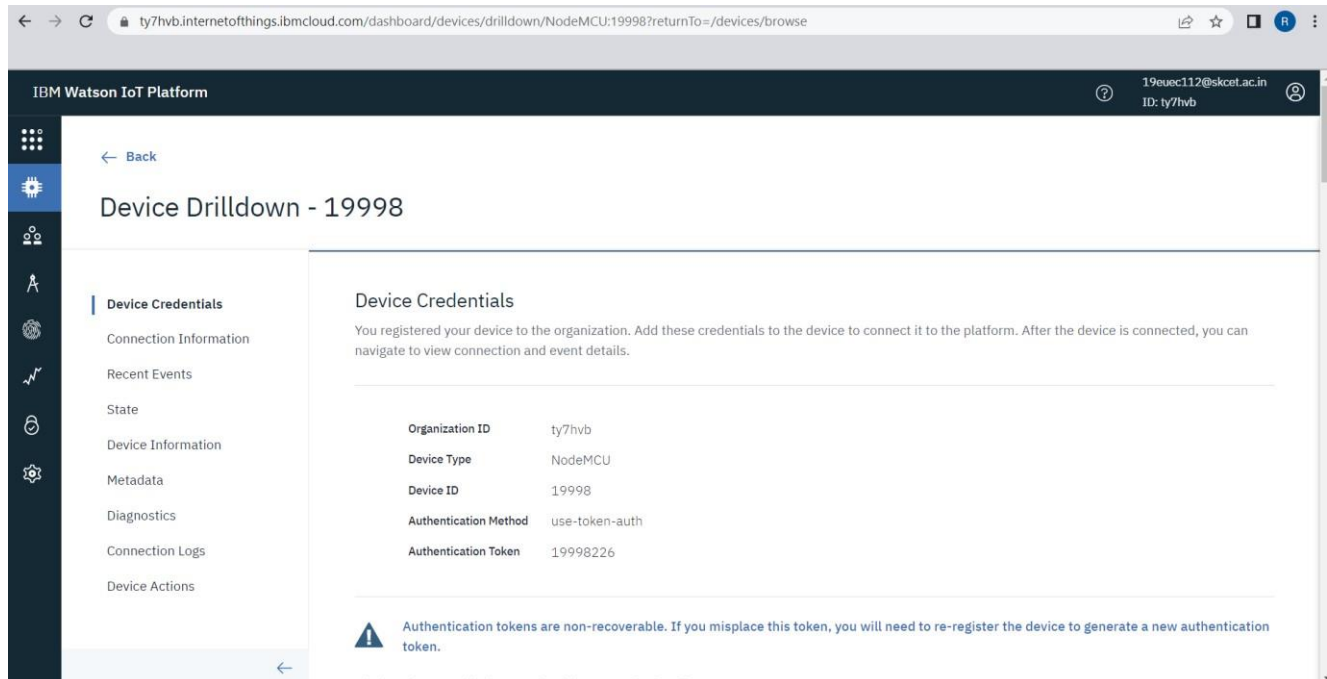 ty7hvb.internetofthings.ibmcloud.com/dashboard/devices/drilldown/NodeMCU:19998?returnTo=/devices/browse
R
IBM Watson IoT Platform
19euec112@skcet.ac.in
ID: ty7hvb
Back
Device Drilldown - 19998
Device Credentials
Connection Information
Recent Events
State
Device Information
Metadata
Diagnostics
Connection Logs
Device Actions
Device Credentials
You registered your device to the organization. Add these credentials to the device to connect it to the platform. After the device is connected, you can
navigate to view connection and event details.
Organization ID ty7hvb
Device Type NodeMCU
Device ID 19998
Authentication Method use-token-auth
Authentication Token 19998226
Authentication tokens are non-recoverable. If you misplace this token, you will need to re-register the device to generate a new authentication
token.